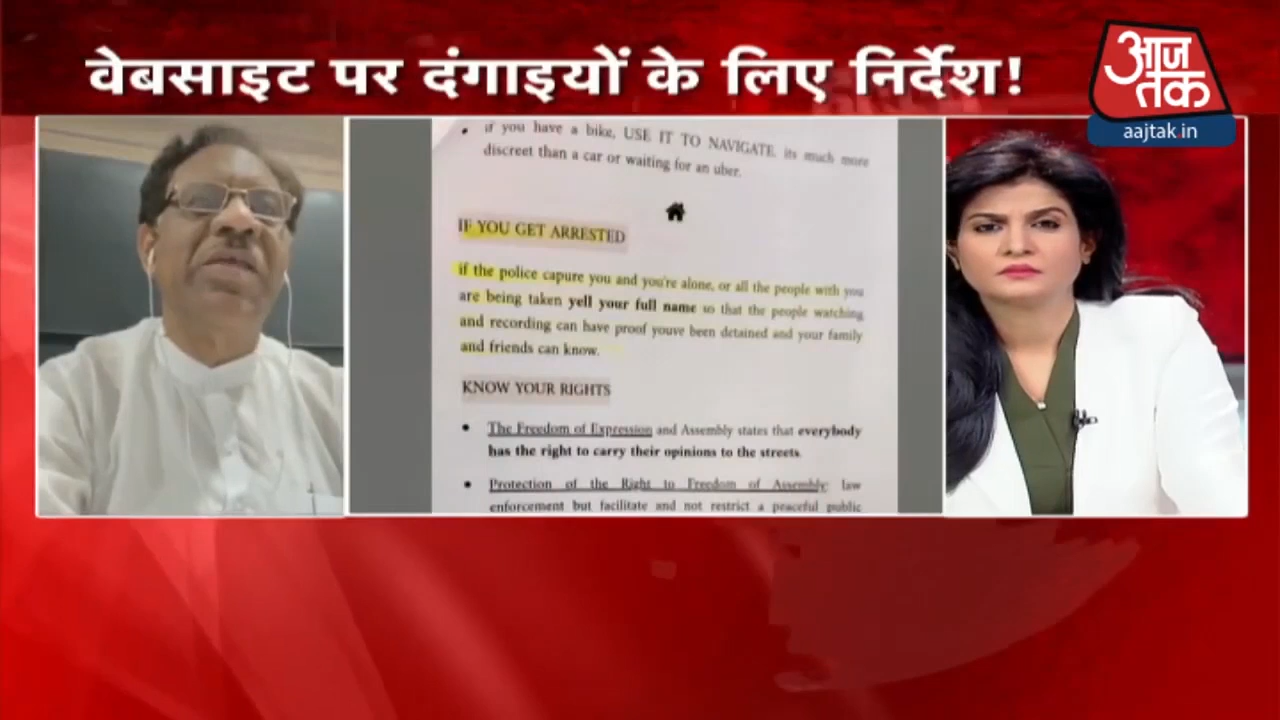 वेबसाइट पर दंगाइयों के लिए निर्देश!
आज
तक
aajtak.in
if you have a bike, USE IT TO NAVIGATE, its much more
discreet than a car or waiting for an uber.
IF YOU GET ARRESTED
if the police capure you and you're alone, or all the people with you
are being taken yell your full name so that the people watching
and recording can have proof youve been detained and your family
and friends can know.
KNOW YOUR RIGHTS
The Freedom of Expression and Assembly states that everybody
has the right to carry their opinions to the streets.
Protection of the Right to Freedom of Assembly: law
enforcement but facilitate and not restrict a peaceful public